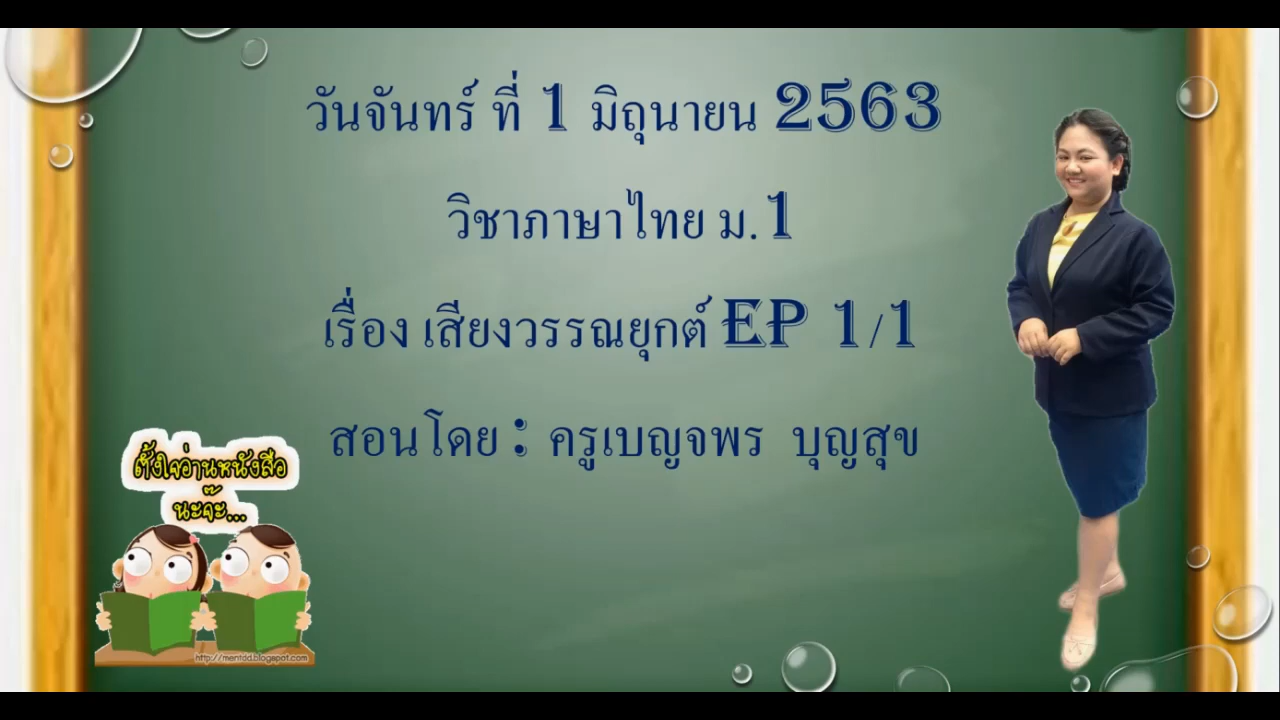 วันจันทร์ ที่ 1 มิถุนายน 2563
วิชาภาษาไทย ม.1
เรื่อง เสียงวรรณยุกต์ EP 1/1
สอนโดย : ครูเบญจพร บุญสุข
ตั้งใจอ่านหนังสือ
นะจ๊ะ...
http://meritdd.blogspot.com